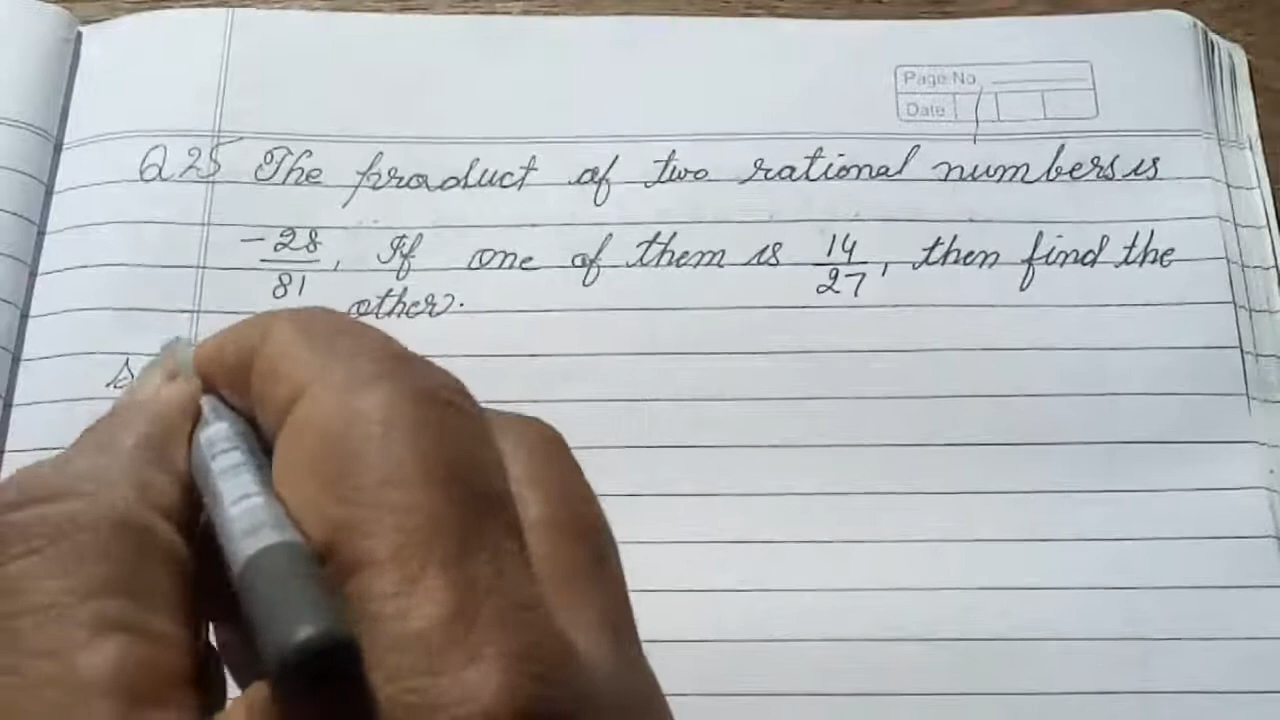 Page No.
Date
Q25 The product of two rational numbers is
-28/81, If one of them is 14/27, then find the
other.